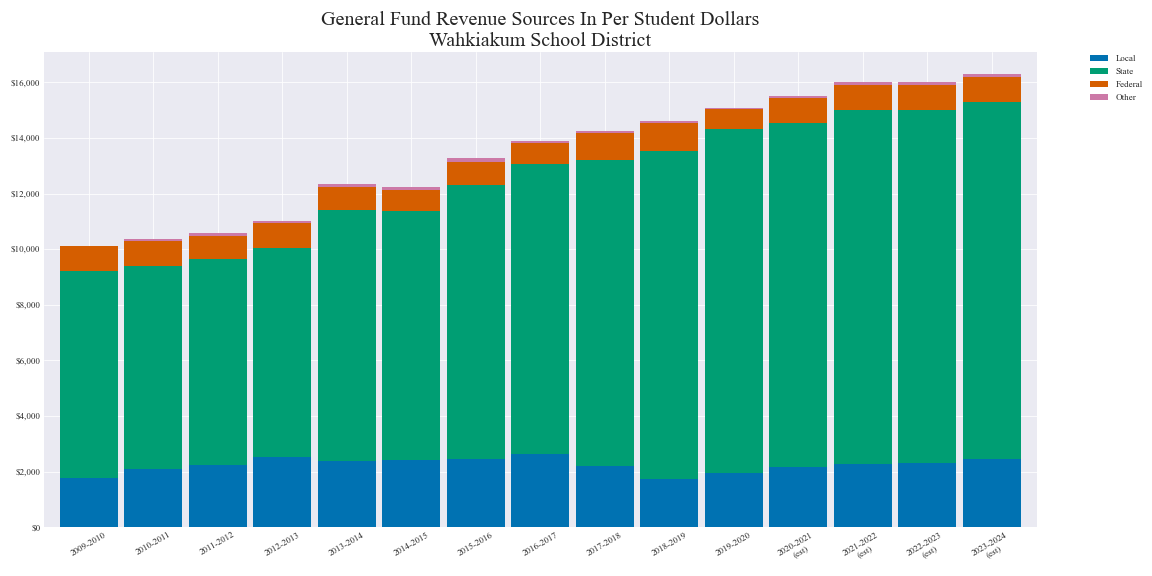 General Fund Revenue Sources In Per Student Dollars
Wahkiakum School District
Local
State
Federal
Other
$16,000
$14,000
$12,000
$10,000
$8,000
$6,000
$4,000
$2,000
$0
2009-2010
2010-2011
2011-2012
2012-2013
2013-2014
2014-2015
2015-2016
2016-2017
2017-2018
2018-2019
2019-2020
2020-2021
(est)
2021-2022
(est)
2022-2023
(est)
2023-2024
(est)